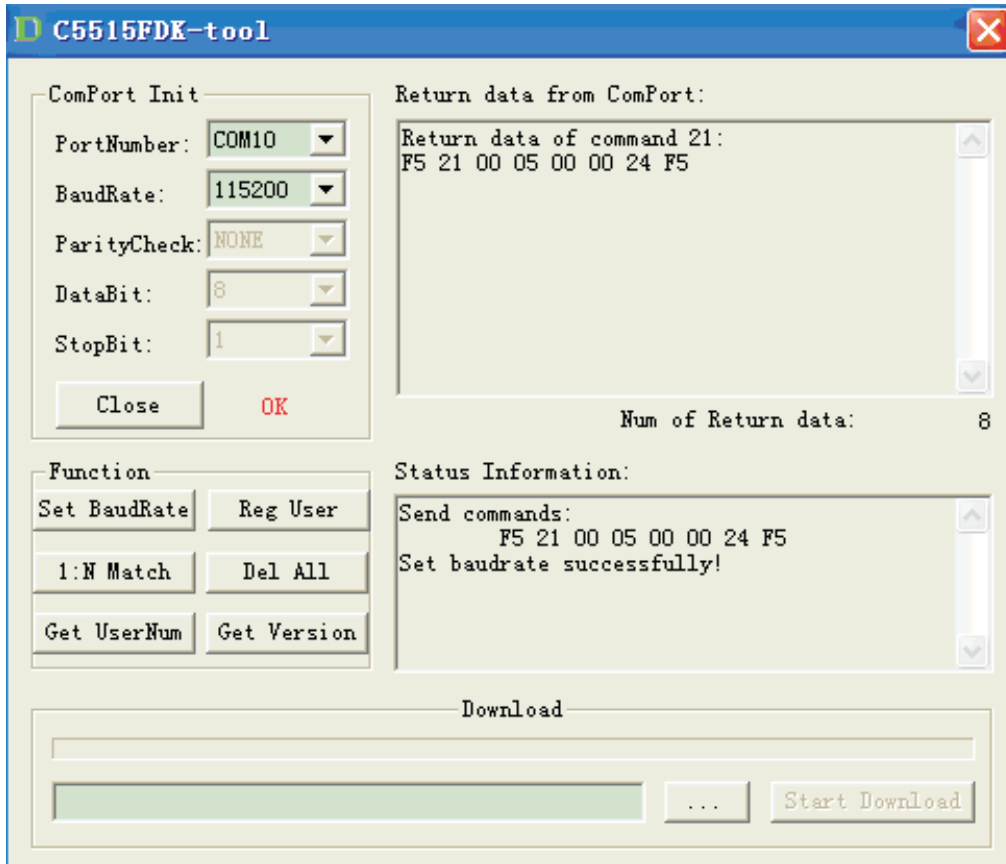 D C5515FDK-tool
ComPort Init
PortNumber: COM10
BaudRate: 115200
ParityCheck: NONE
DataBit: 8
StopBit: 1
Close OK
Return data from ComPort:
Return data of command 21:
F5 21 00 05 00 00 24 F5
Num of Return data: 8
Function
Set BaudRate Reg User
1:N Match Del All
Get UserNum Get Version
Status Information:
Send commands:
F5 21 00 05 00 00 24 F5
Set baudrate successfully!
Download
... Start Download